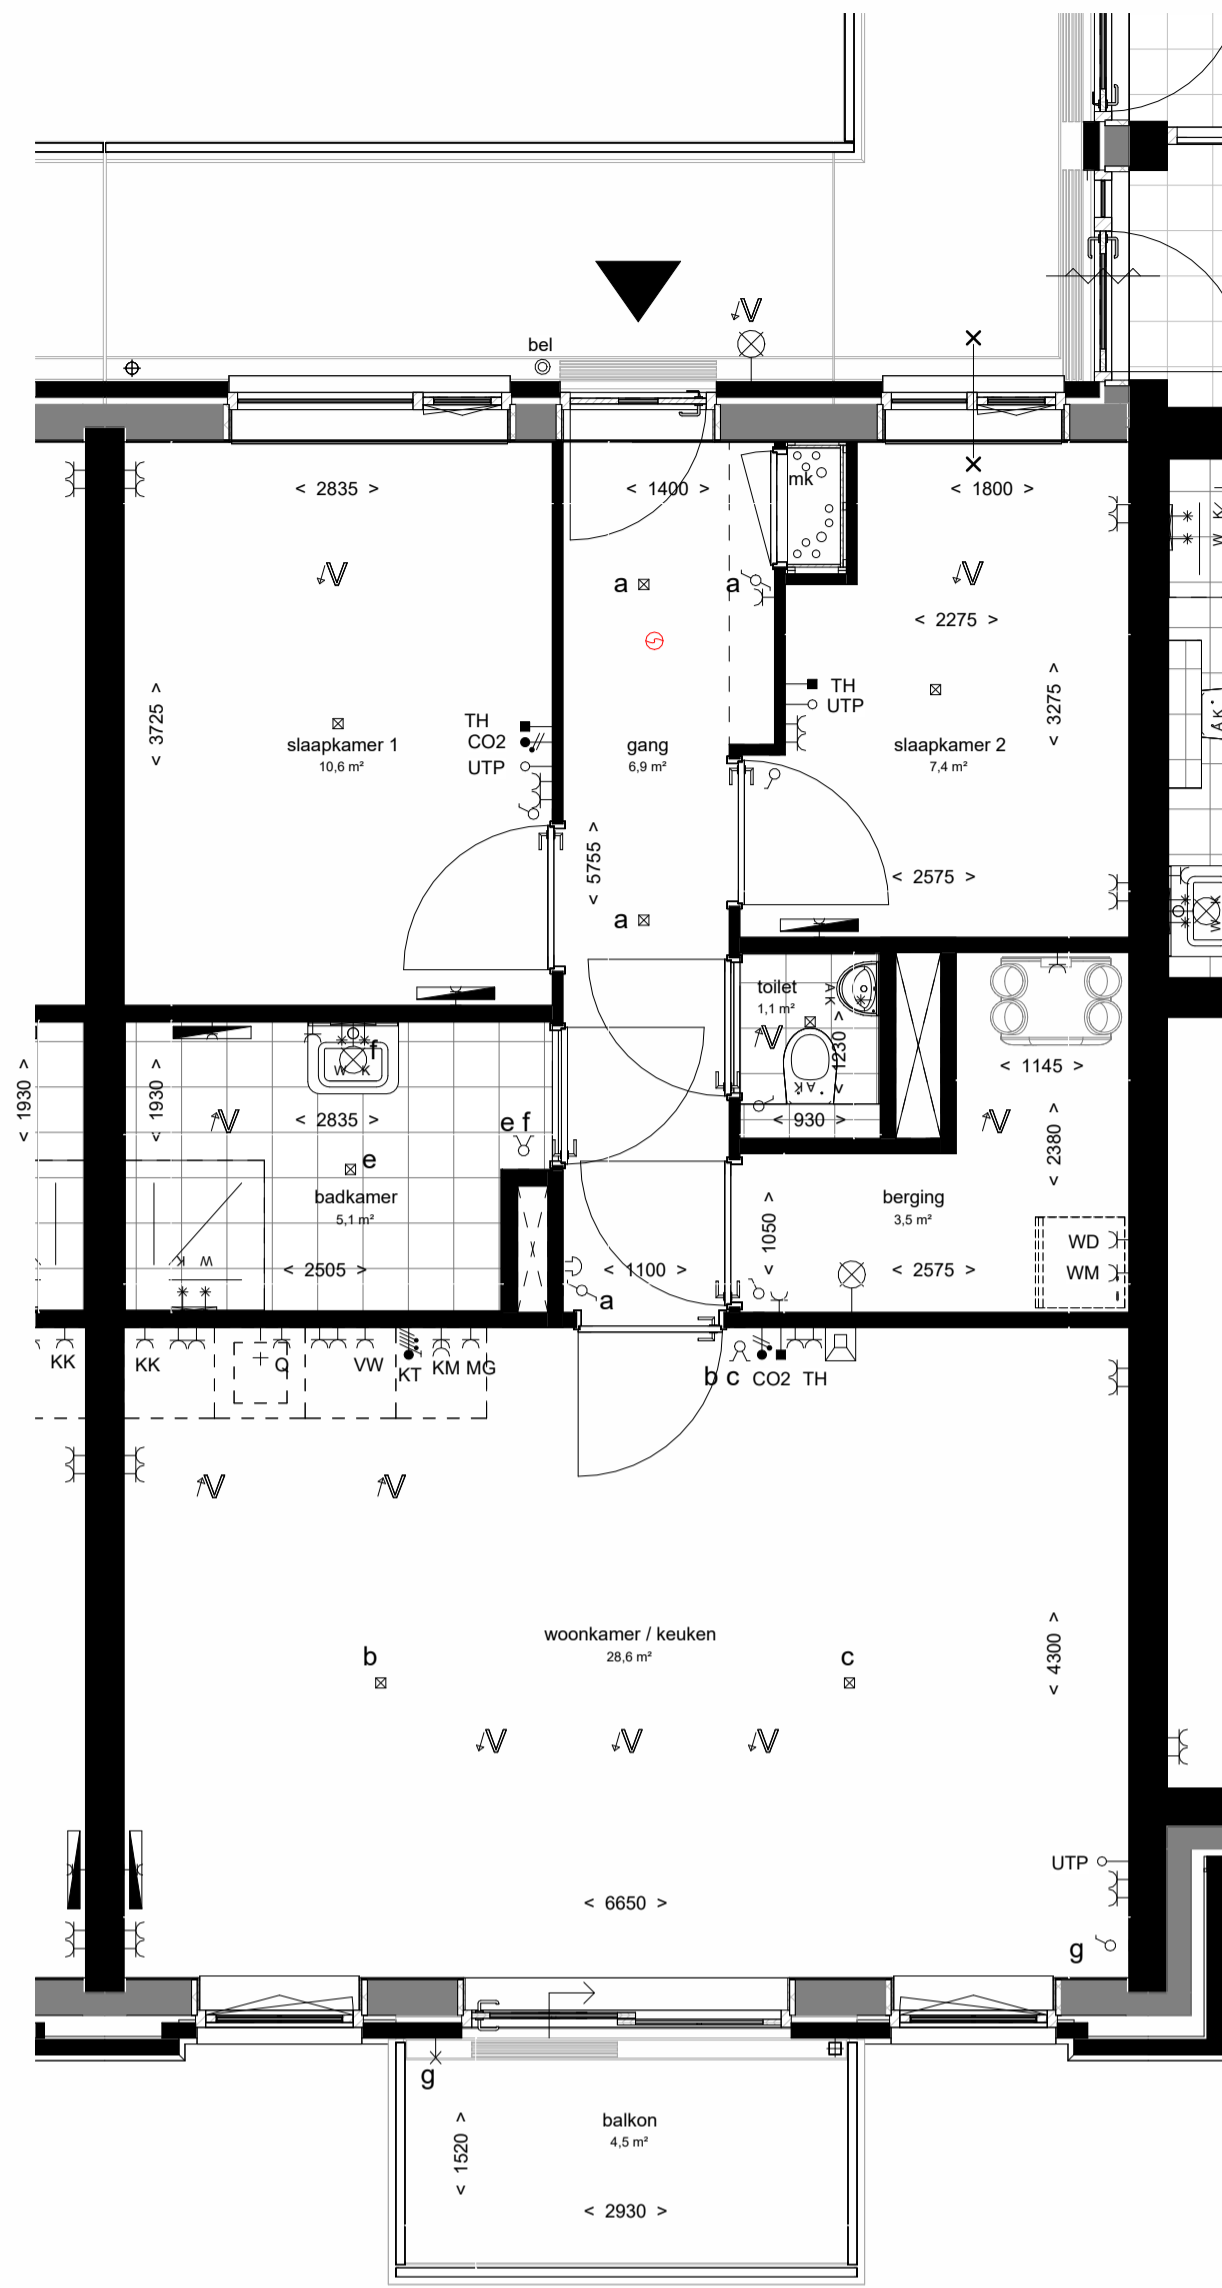 V
bel
< 2835 >
< 1400 >
mk
< 1800 >
W K
V
V
a
a
< 2275 >
< 3725 >
< 3275 >
TH
UTP
AK
TH
CO2
UTP
slaapkamer 1
10,6 m²
gang
6,9 m²
slaapkamer 2
7,4 m²
< 5755 >
< 2575 >
a
W K
toilet
1,1 m²
AK
V
< 1230 >
AK
f
W K
< 1930 >
< 1930 >
V
< 2835 >
e f
< 930 >
< 1145 >
V
< 2380 >
e
badkamer
5,1 m²
berging
3,5 m²
< 1050 >
WD
WM
K W
< 2505 >
< 1100 >
< 2575 >
a
KK
KK
Q
VW
KT
KM
MG
b c
CO2
TH
V
V
woonkamer / keuken
28,6 m²
b
c
< 4300 >
V
V
V
UTP
< 6650 >
g
g
balkon
4,5 m²
< 1520 >
< 2930 >